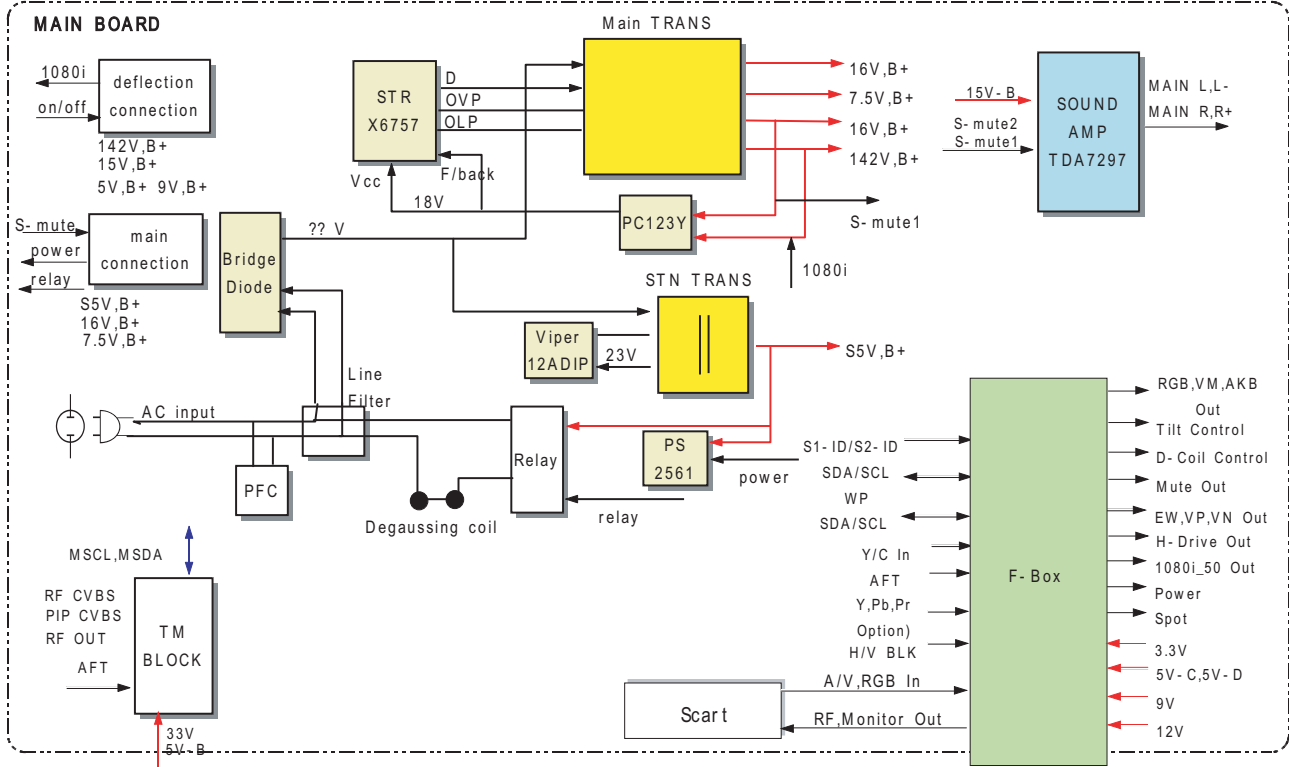 MAIN BOARD
Main TRANS
1080i
on/off
deflection
connection
142V,B+
15V,B+
5V,B+ 9V,B+
STR
X6757
D
OVP
OLP
Vcc
F/back
18V
16V,B+
7.5V,B+
16V,B+
142V,B+
15V-B
S-mute2
S-mute1
SOUND
AMP
TDA7297
MAIN L,L-
MAIN R,R+
S-mute
power
relay
main
connection
S5V,B+
16V,B+
7.5V,B+
Bridge
Diode
?? V
PC123Y
S-mute1
1080i
STN TRANS
Viper
12ADIP
23V
S5V,B+
Line
Filter
AC input
PFC
Relay
PS
2561
power
relay
Degaussing coil
MSCL,MSDA
RF CVBS
PIP CVBS
RF OUT
AFT
TM
BLOCK
33V
5V-B
S1-ID/S2-ID
SDA/SCL
WP
SDA/SCL
Y/C In
AFT
Y,Pb,Pr
Option)
H/V BLK
A/V,RGB In
RF,Monitor Out
Scart
F-Box
RGB,VM,AKB
Out
Tilt Control
D-Coil Control
Mute Out
EW,VP,VN Out
H-Drive Out
1080i_50 Out
Power
Spot
3.3V
5V-C,5V-D
9V
12V